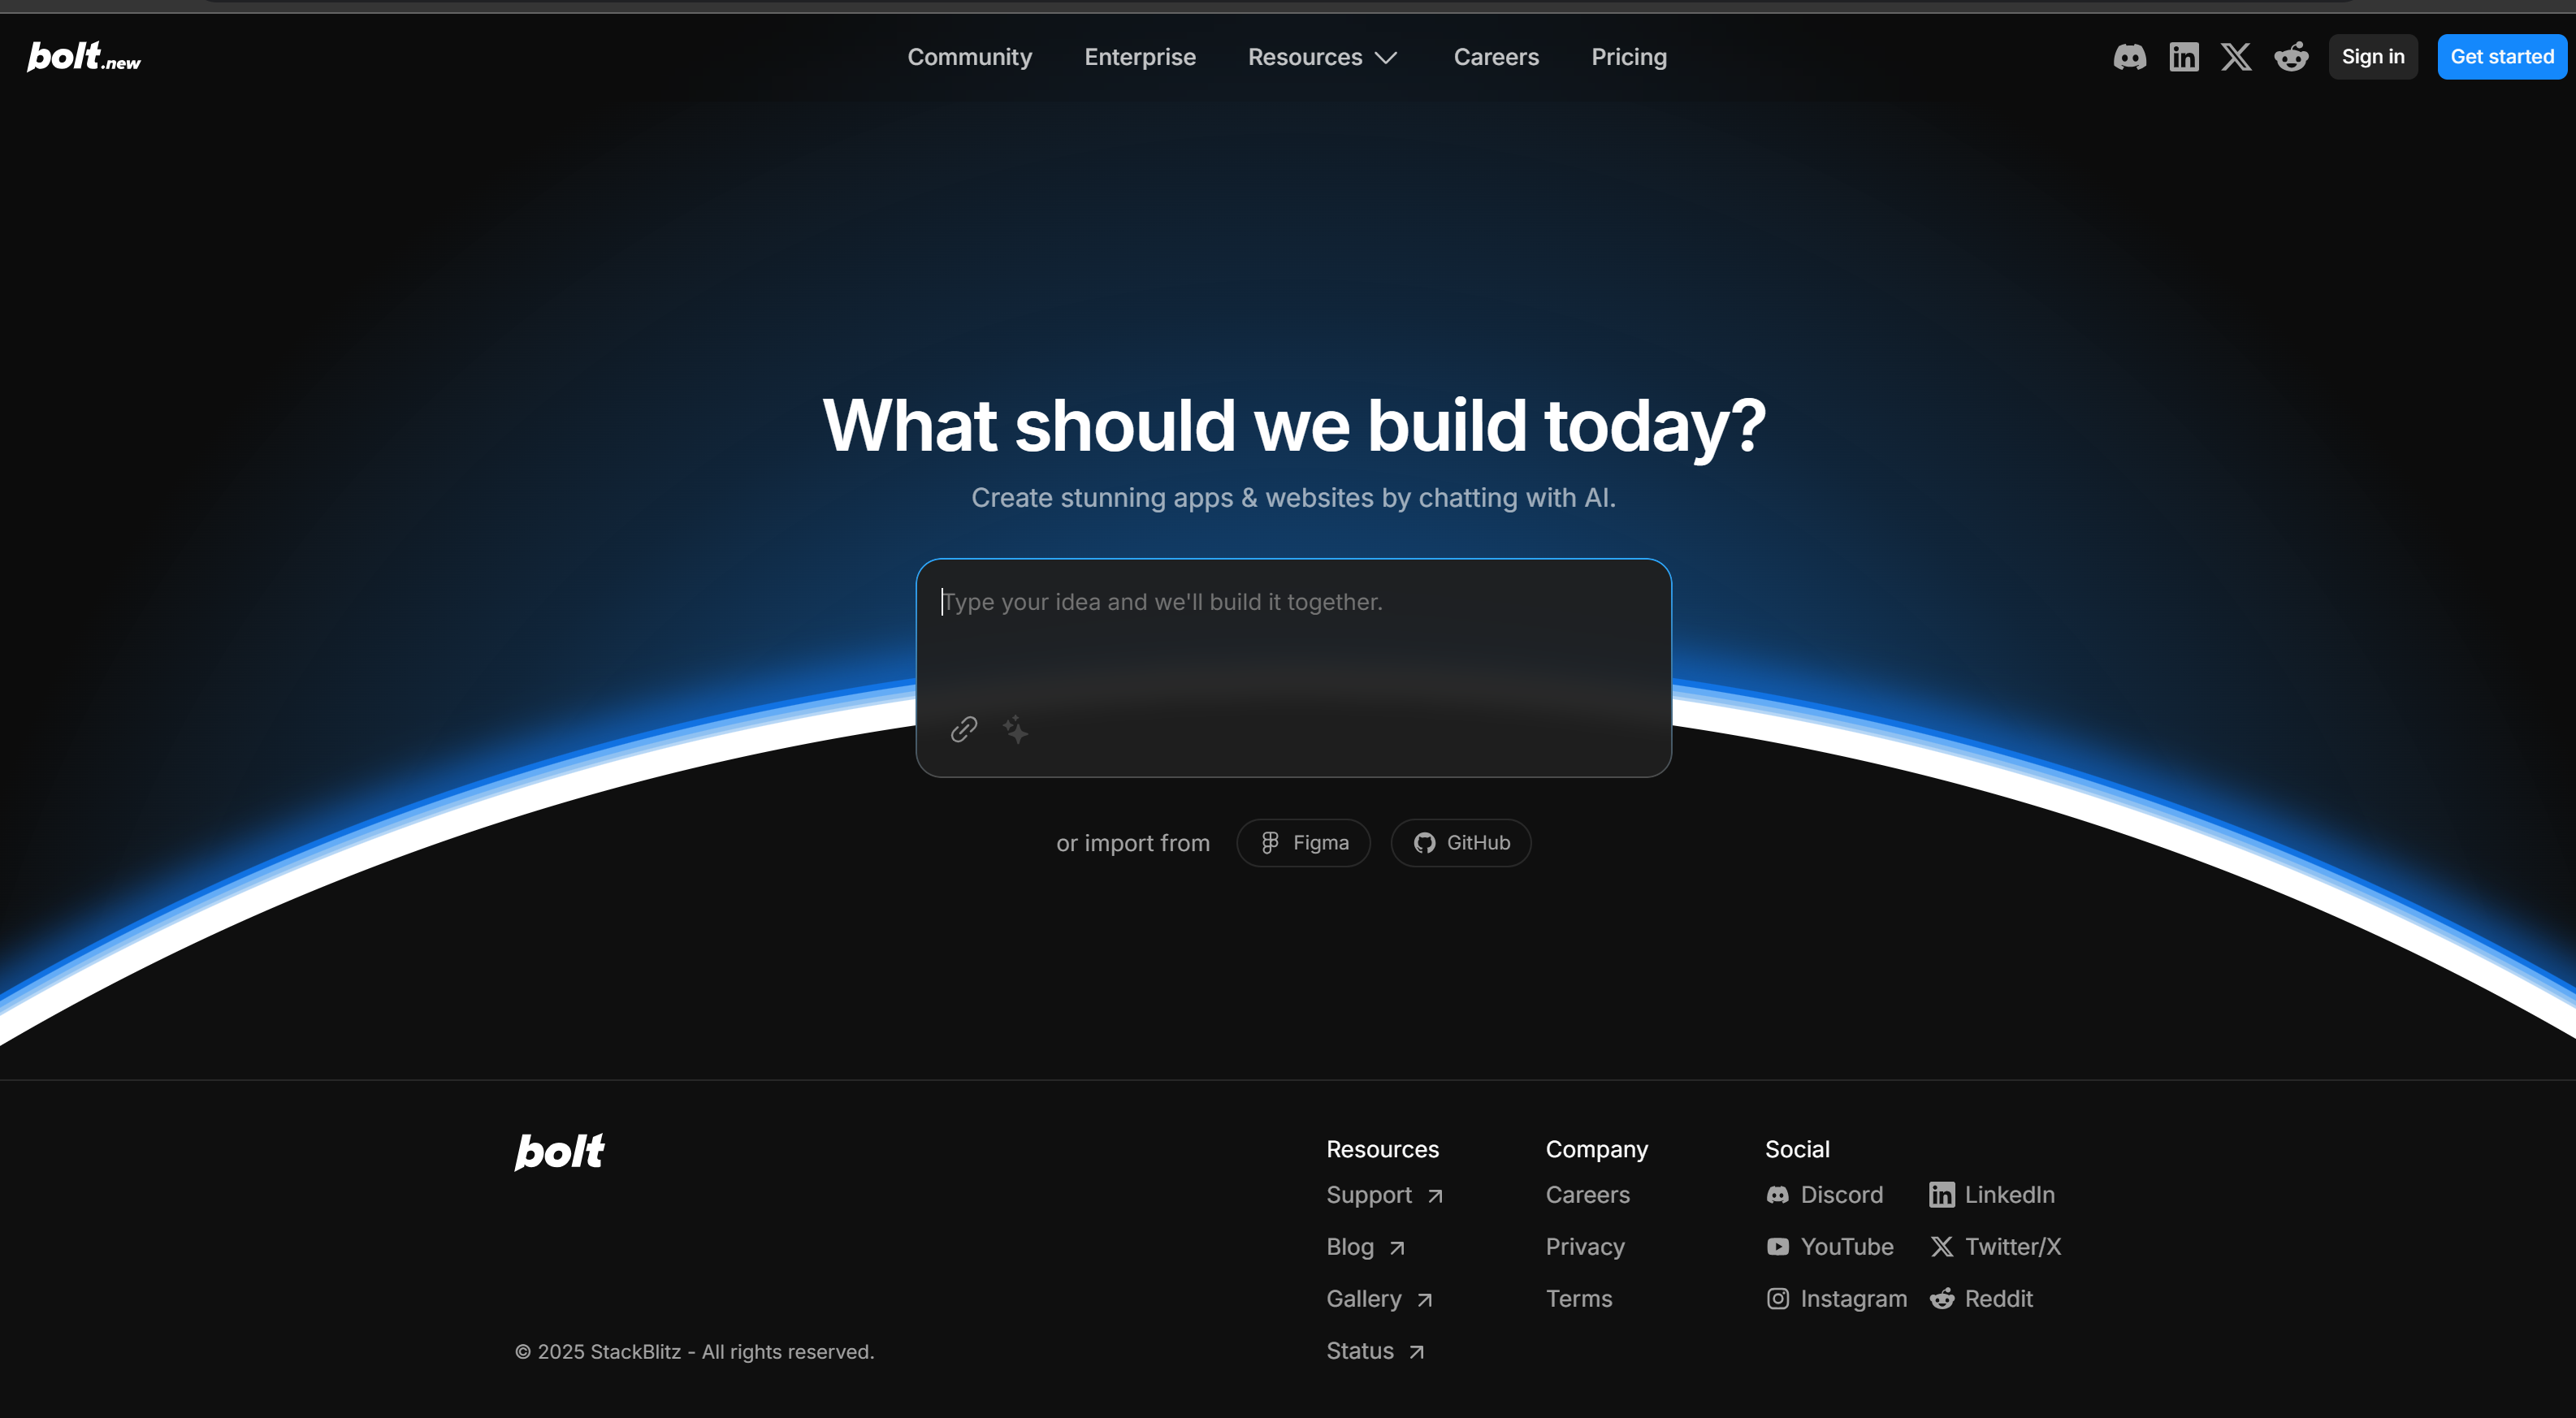 bolt.new
Community Enterprise Resources Careers Pricing
Sign in Get started
What should we build today?
Create stunning apps & websites by chatting with AI.
Type your idea and we'll build it together.
or import from Figma GitHub
bolt
Resources
Support
Blog
Gallery
Status
Company
Careers
Privacy
Terms
Social
Discord LinkedIn
YouTube Twitter/X
Instagram Reddit
© 2025 StackBlitz - All rights reserved.